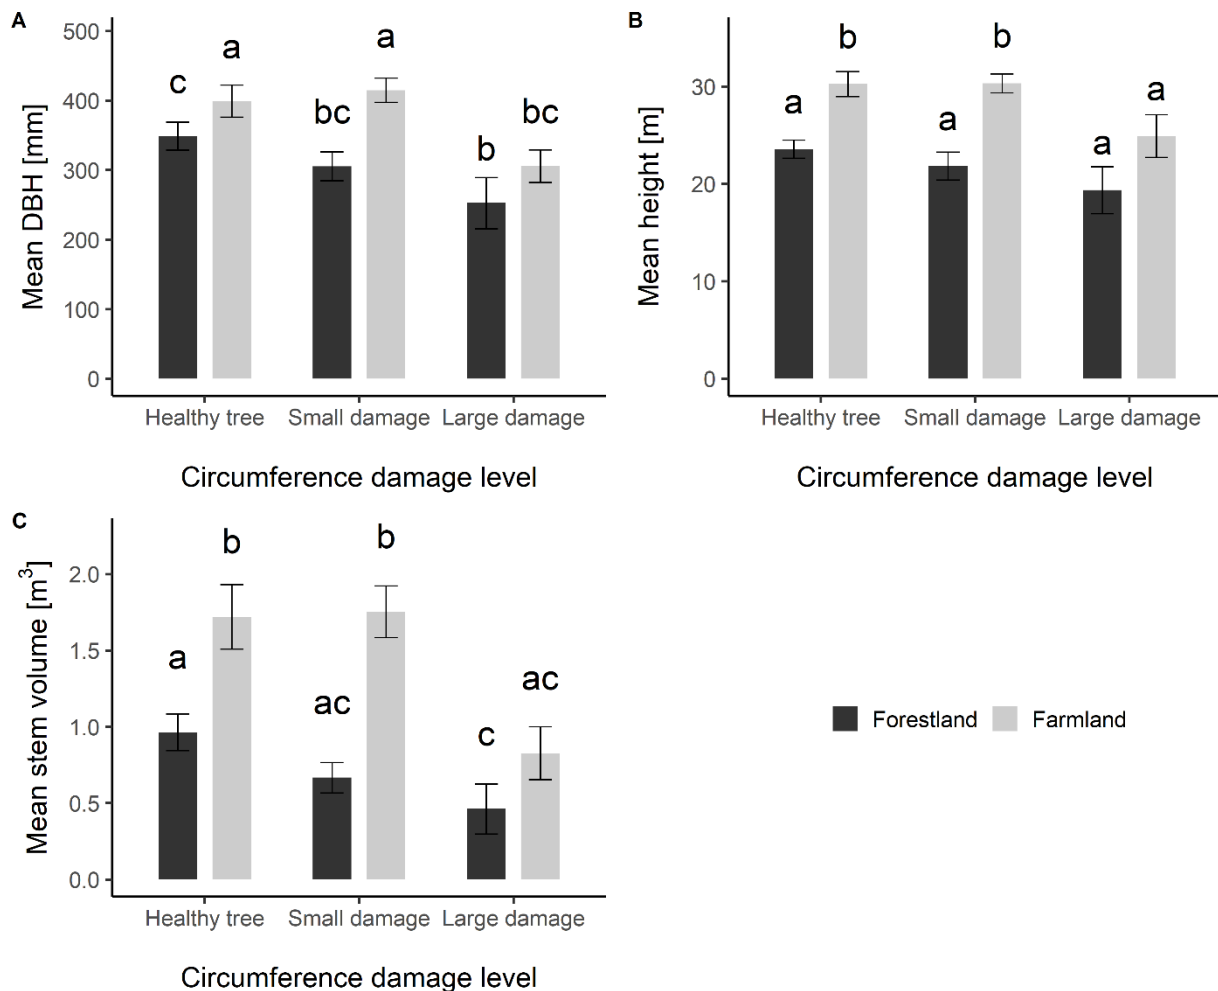 A
Mean DBH [mm]
500
400
300
200
100
0
c
a
bc
a
b
bc
Healthy tree
Small damage
Large damage
Circumference damage level
B
Mean height [m]
30
20
10
0
a
b
a
b
a
a
Healthy tree
Small damage
Large damage
Circumference damage level
C
Mean stem volume [m³]
2.0
1.5
1.0
0.5
0.0
a
b
ac
b
c
ac
Healthy tree
Small damage
Large damage
Circumference damage level
Forestland
Farmland